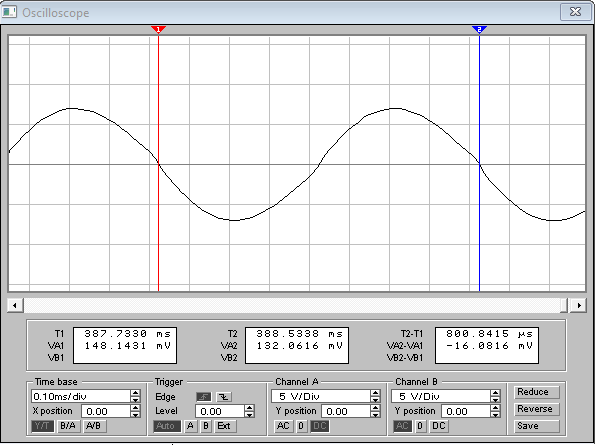 Oscilloscope
1
2
T1 387.7330 ms T2 388.5338 ms T2-T1 800.8415 µs
VA1 148.1431 mV VA2 132.0616 mV VA2-VA1 -16.0816 mV
VB1 VB2 VB2-VB1
Time base Trigger Channel A Channel B Reduce
0.10ms/div Edge 5 V/Div 5 V/Div
X position 0.00 Level 0.00 Y position 0.00 Y position 0.00 Reverse
Y/T B/A A/B Auto A B Ext AC 0 DC AC 0 DC Save